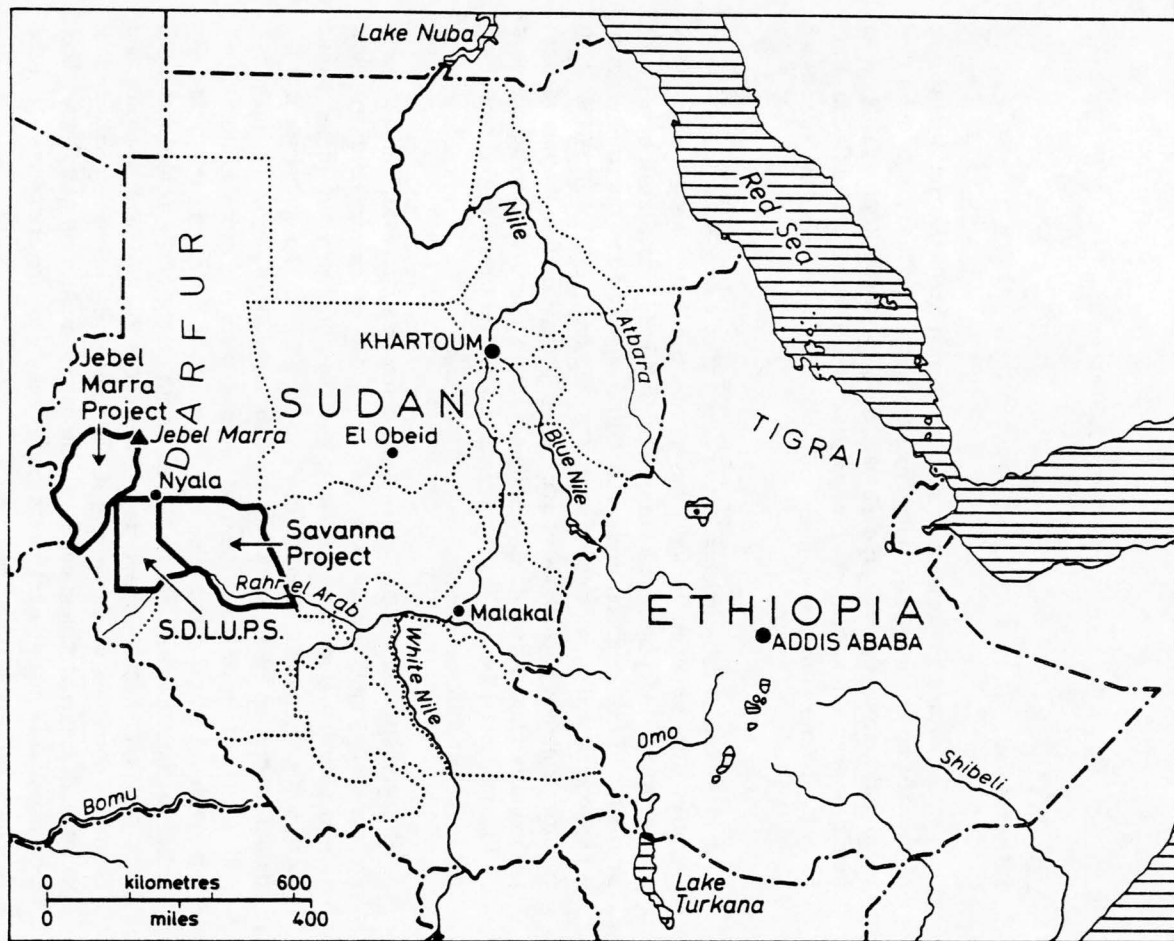 Lake Nuba
Red Sea
Nile
DARFUR
Atbara
KHARTOUM
Jebel
Marra
Project
SUDAN
Jebel Marra
El Obeid
TIGRAI
Blue Nile
Nyala
Savanna
Project
Rahr el Arab
S.D.L.U.P.S.
Malakal
ETHIOPIA
ADDIS ABABA
White Nile
Omo
Shibeli
Bomu
Lake
Turkana
0 kilometres 600
0 miles 400